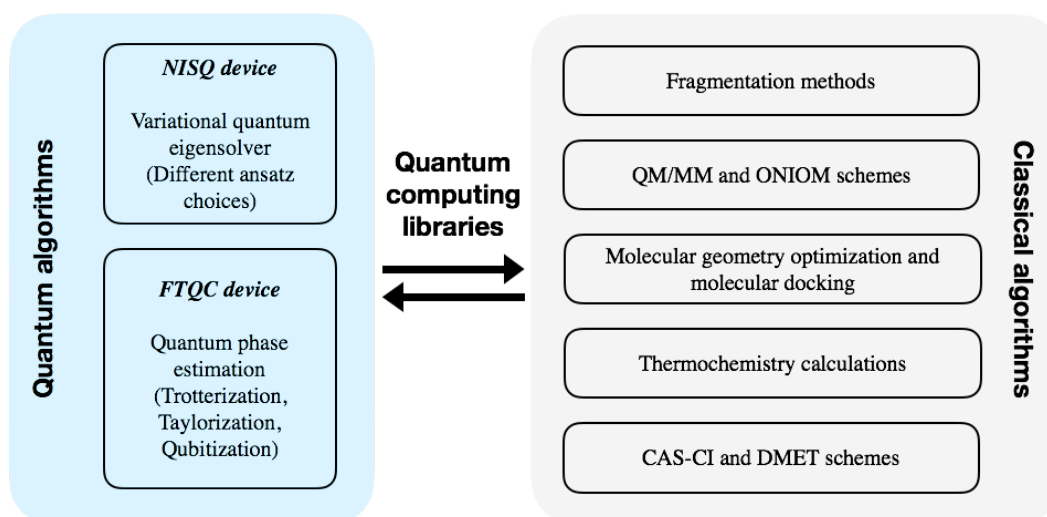 Quantum algorithms
NISQ device
Variational quantum
eigensolver
(Different ansatz
choices)
FTQC device
Quantum phase
estimation
(Trotterization,
Taylorization,
Qubitization)
Quantum
computing
libraries
Fragmentation methods
QM/MM and ONIOM schemes
Molecular geometry optimization and
molecular docking
Thermochemistry calculations
CAS-CI and DMET schemes
Classical algorithms